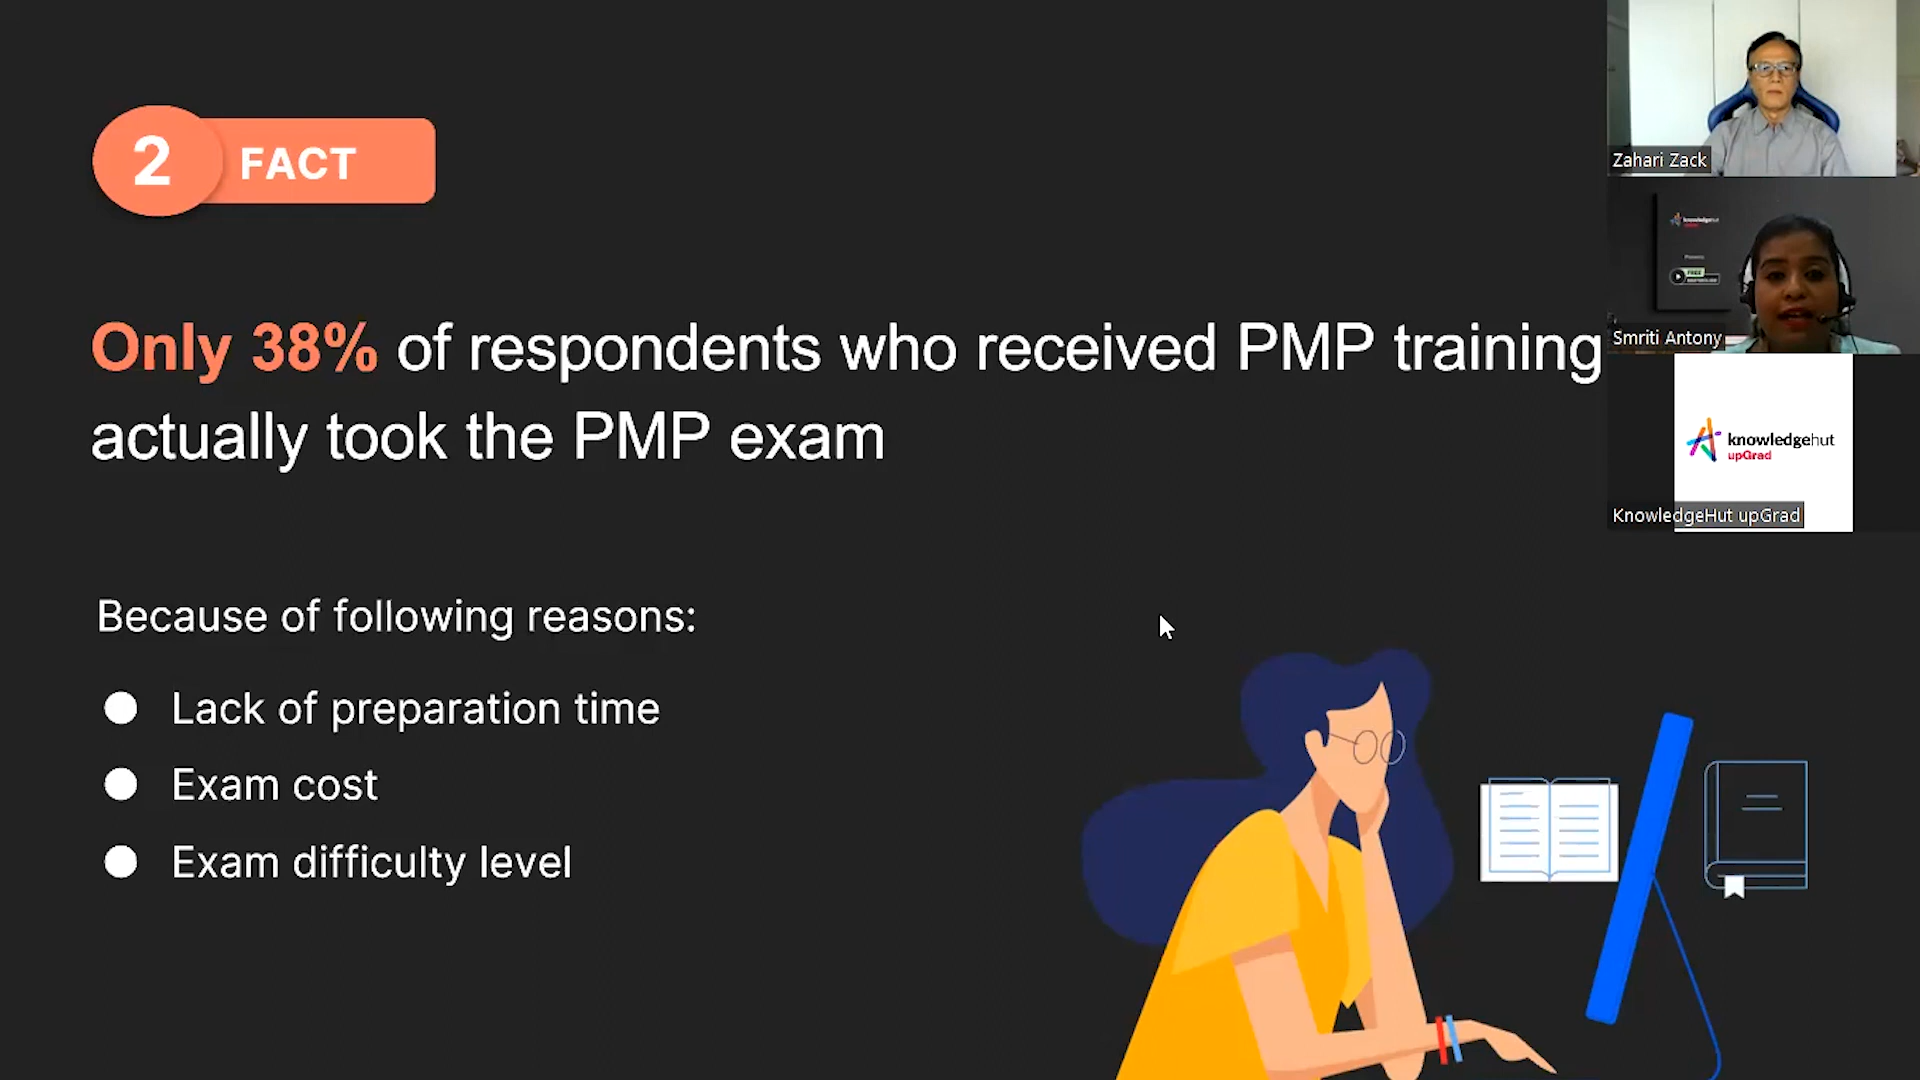 2 FACT
Only 38% of respondents who received PMP training
actually took the PMP exam
Because of following reasons:
Lack of preparation time
Exam cost
Exam difficulty level
Zahari Zack
knowledgehut
Smriti Antony
knowledgehut
upGrad
KnowledgeHut upGrad